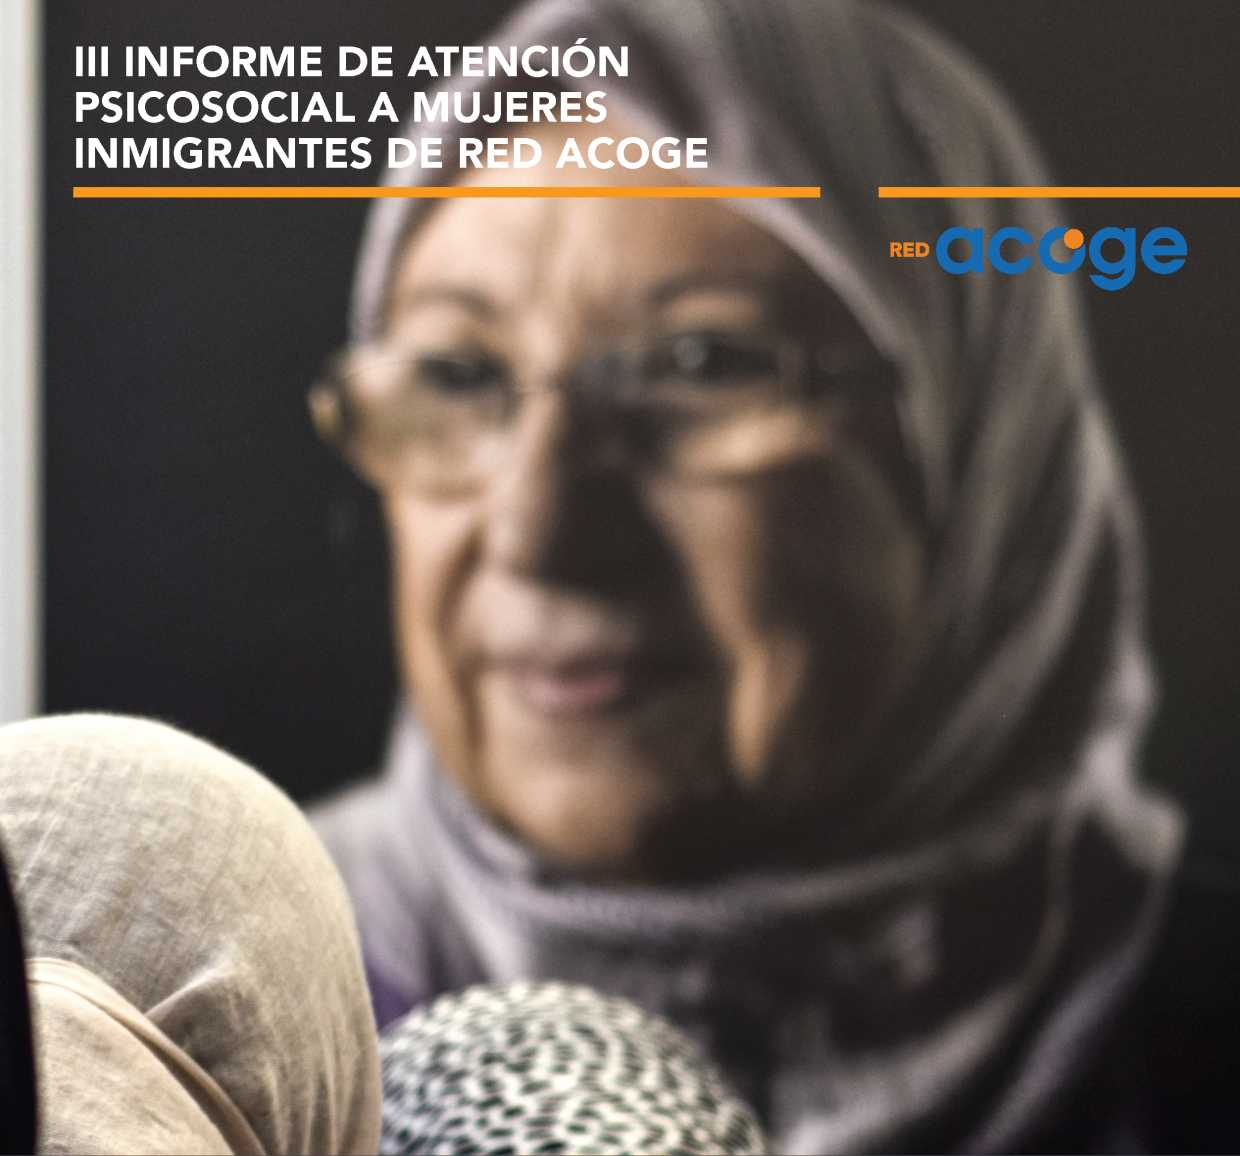 III INFORME DE ATENCIÓN
PSICOSOCIAL A MUJERES
INMIGRANTES DE RED ACOGE
RED acoge